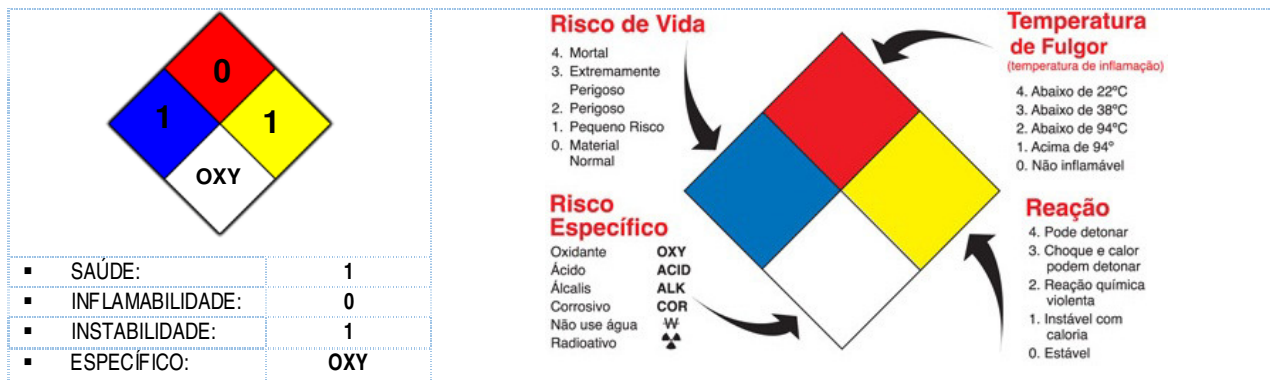 0
1
1
OXY
▪ SAÚDE: 1
▪ INFLAMABILIDADE: 0
▪ INSTABILIDADE: 1
▪ ESPECÍFICO: OXY
Risco de Vida
4. Mortal
3. Extremamente
Perigoso
2. Perigoso
1. Pequeno Risco
0. Material
Normal
Temperatura
de Fulgor
(temperatura de inflamação)
4. Abaixo de 22ºC
3. Abaixo de 38ºC
2. Abaixo de 94ºC
1. Acima de 94º
0. Não inflamável
Risco
Específico
Oxidante OXY
Ácido ACID
Álcalis ALK
Corrosivo COR
Não use água W
Radioativo
Reação
4. Pode detonar
3. Choque e calor
podem detonar
2. Reação química
violenta
1. Instável com
caloria
0. Estável